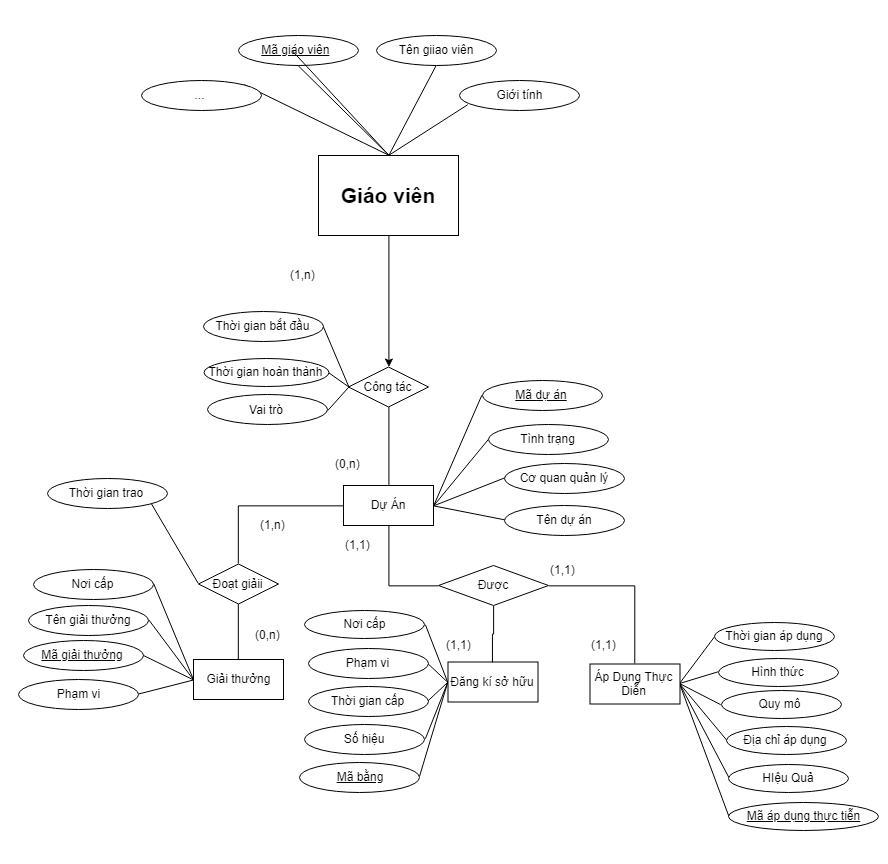 Mã giáo viên
Tên giiao viên
...
Giới tính
Giáo viên
(1,n)
Thời gian bắt đầu
Thời gian hoàn thành
Công tác
Vai trò
Mã dự án
Tình trạng
(0,n)
Cơ quan quản lý
Thời gian trao
Dự Án
Tên dự án
(1,n)
(1,1)
(1,1)
Nơi cấp
Đoạt giảii
Được
Tên giải thưởng
Nơi cấp
(0,n)
(1,1)
(1,1)
Thời gian áp dụng
Mã giải thưởng
Phạm vi
Hình thức
Giải thưởng
Đăng kí sở hữu
Áp Dụng Thực
Diễn
Phạm vi
Thời gian cấp
Quy mô
Số hiệu
Địa chỉ áp dụng
Mã bằng
HIệu Quả
Mã áp dụng thực tiễn